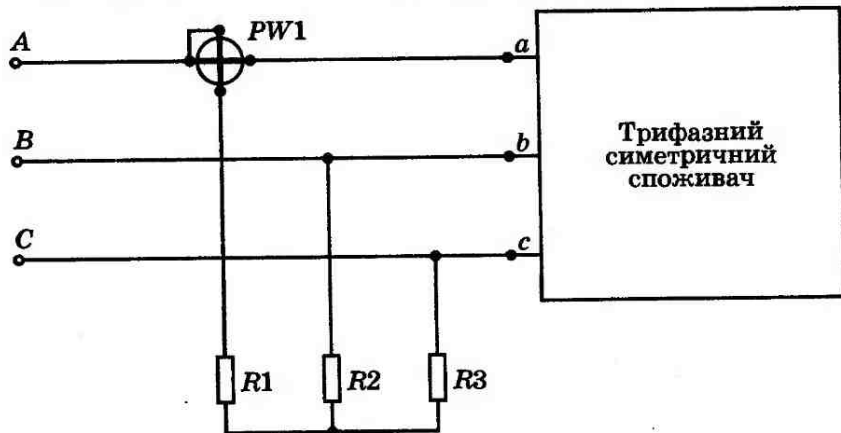 A
PW1
a
B
b
Трифазний
симетричний
споживач
C
c
R1
R2
R3